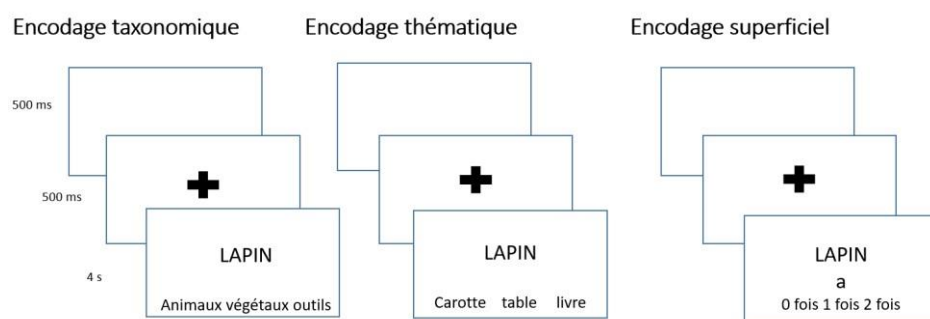 Encodage taxonomique
Encodage thématique
Encodage superficiel
500 ms
500 ms
4 s
LAPIN
Animaux végétaux outils
LAPIN
Carotte table livre
LAPIN
a
0 fois 1 fois 2 fois